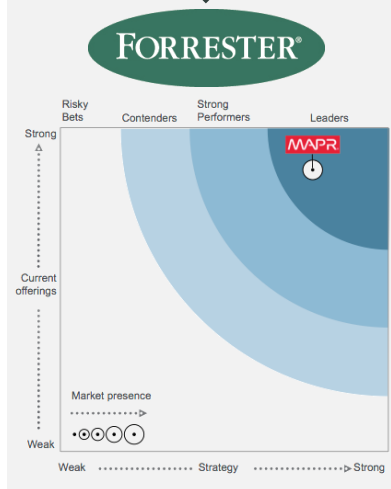 FORRESTER®
Risky
Bets
Contenders
Strong
Performers
Leaders
Strong
MAPR
Current
offerings
Market presence
Weak
Weak
Strategy
Strong